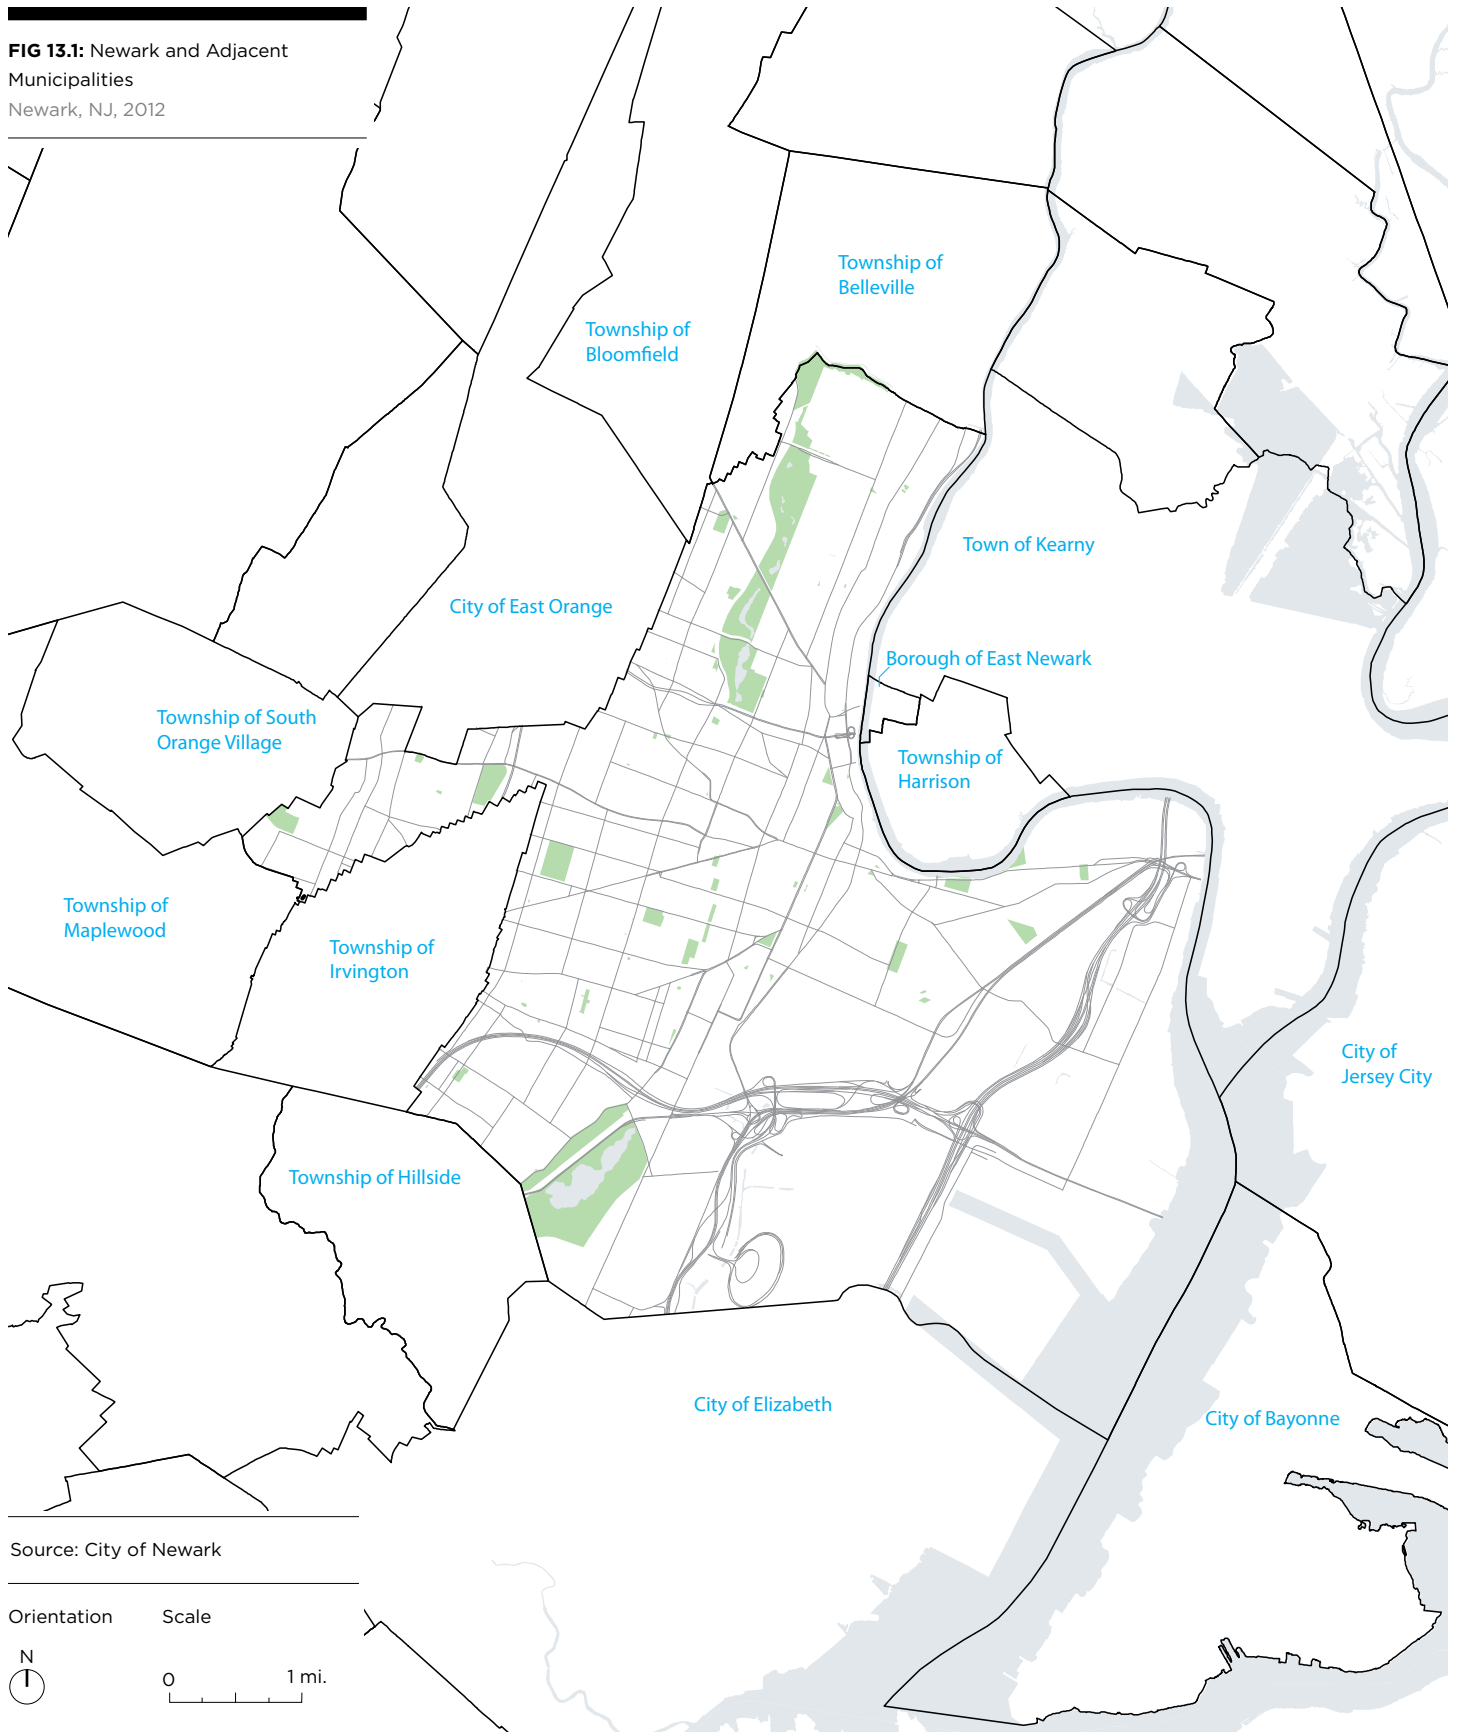 FIG 13.1: Newark and Adjacent
Municipalities
Newark, NJ, 2012
Township of
Belleville
Township of
Bloomfield
Town of Kearny
City of East Orange
Borough of East Newark
Township of South
Orange Village
Township of
Harrison
Township of
Maplewood
Township of
Irvington
City of
Jersey City
Township of Hillside
City of Elizabeth
City of Bayonne
Source: City of Newark
Orientation
Scale
N
0
1 mi.